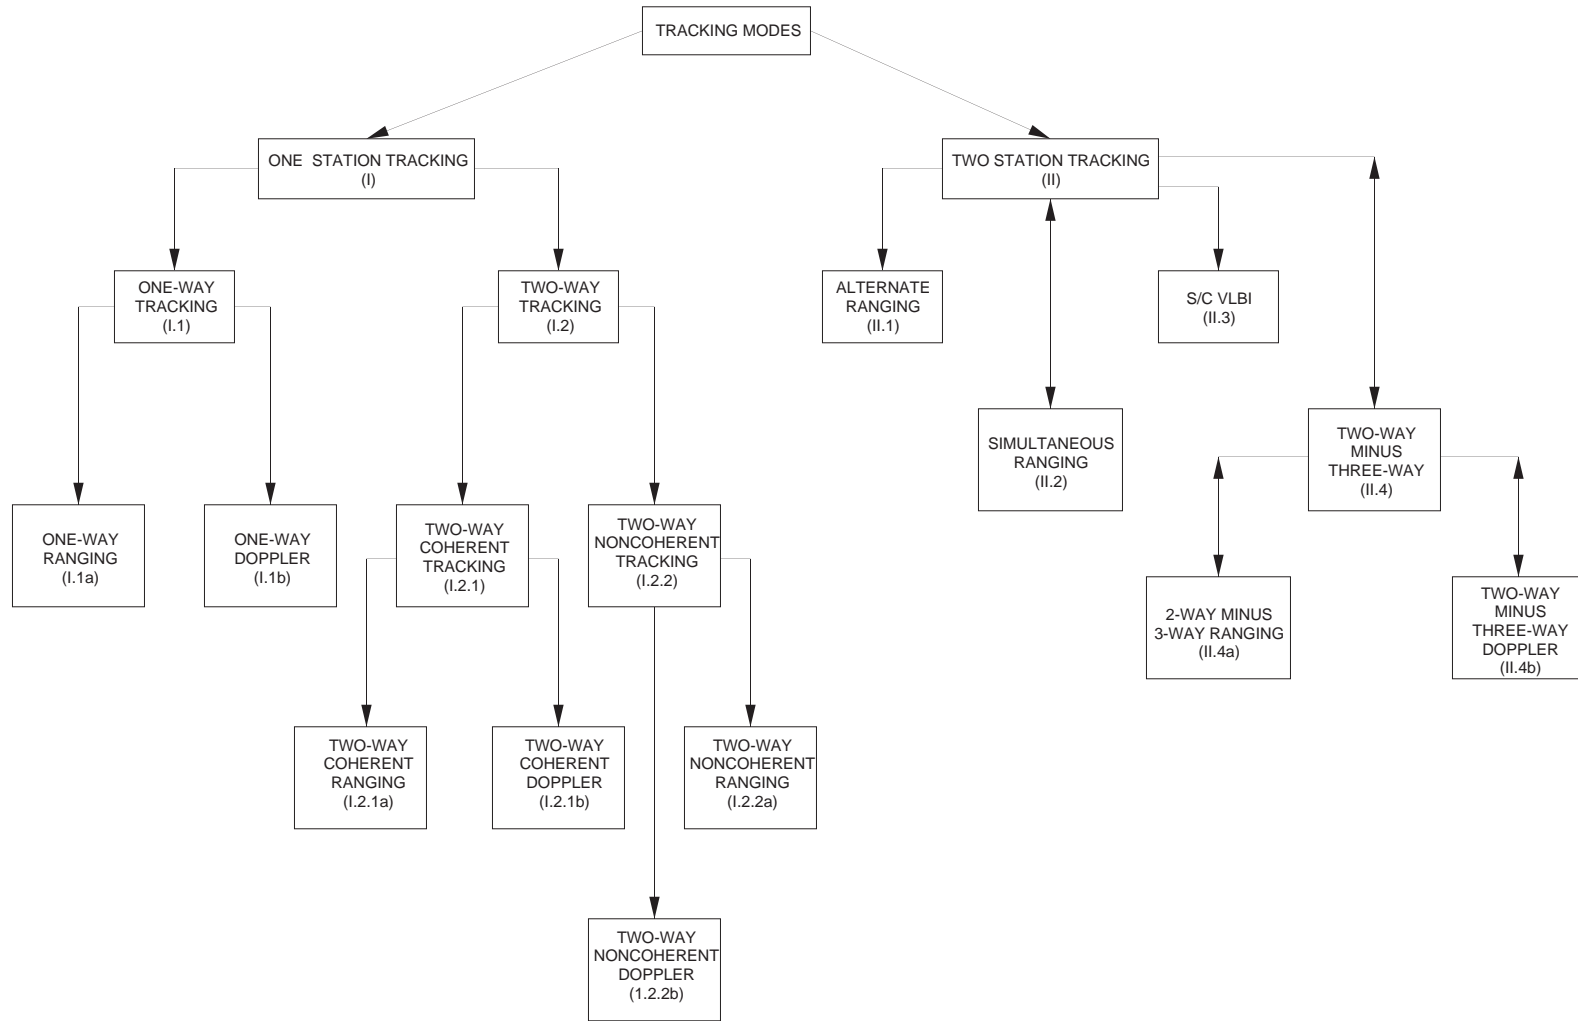 TRACKING MODES
ONE STATION TRACKING
(I)
TWO STATION TRACKING
(II)
ONE-WAY
TRACKING
(I.1)
TWO-WAY
TRACKING
(I.2)
ALTERNATE
RANGING
(II.1)
S/C VLBI
(II.3)
SIMULTANEOUS
RANGING
(II.2)
TWO-WAY
MINUS
THREE-WAY
(II.4)
ONE-WAY
RANGING
(I.1a)
ONE-WAY
DOPPLER
(I.1b)
TWO-WAY
COHERENT
TRACKING
(I.2.1)
TWO-WAY
NONCOHERENT
TRACKING
(I.2.2)
2-WAY MINUS
3-WAY RANGING
(II.4a)
TWO-WAY
MINUS
THREE-WAY
DOPPLER
(II.4b)
TWO-WAY
COHERENT
RANGING
(I.2.1a)
TWO-WAY
COHERENT
DOPPLER
(I.2.1b)
TWO-WAY
NONCOHERENT
RANGING
(I.2.2a)
TWO-WAY
NONCOHERENT
DOPPLER
(1.2.2b)